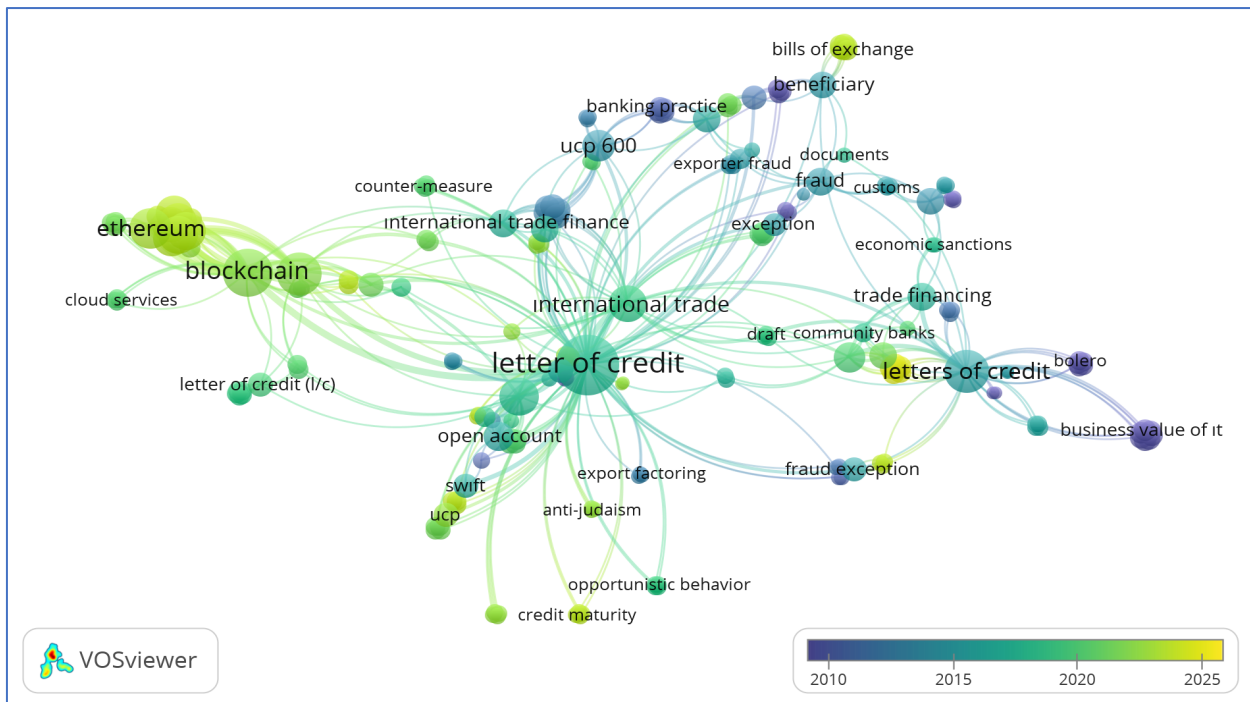 bills of exchange
beneficiary
banking practice
ucp 600
exporter fraud
documents
fraud
customs
counter-measure
ınternational trade finance
exception
ethereum
economic sanctions
blockchain
cloud services
trade financing
ınternational trade
draft
community banks
letter of credit
letters of credit
bolero
letter of credit (l/c)
open account
business value of ıt
fraud exception
export factoring
swift
anti-judaism
ucp
opportunistic behavior
credit maturity
VOSviewer
2010
2015
2020
2025